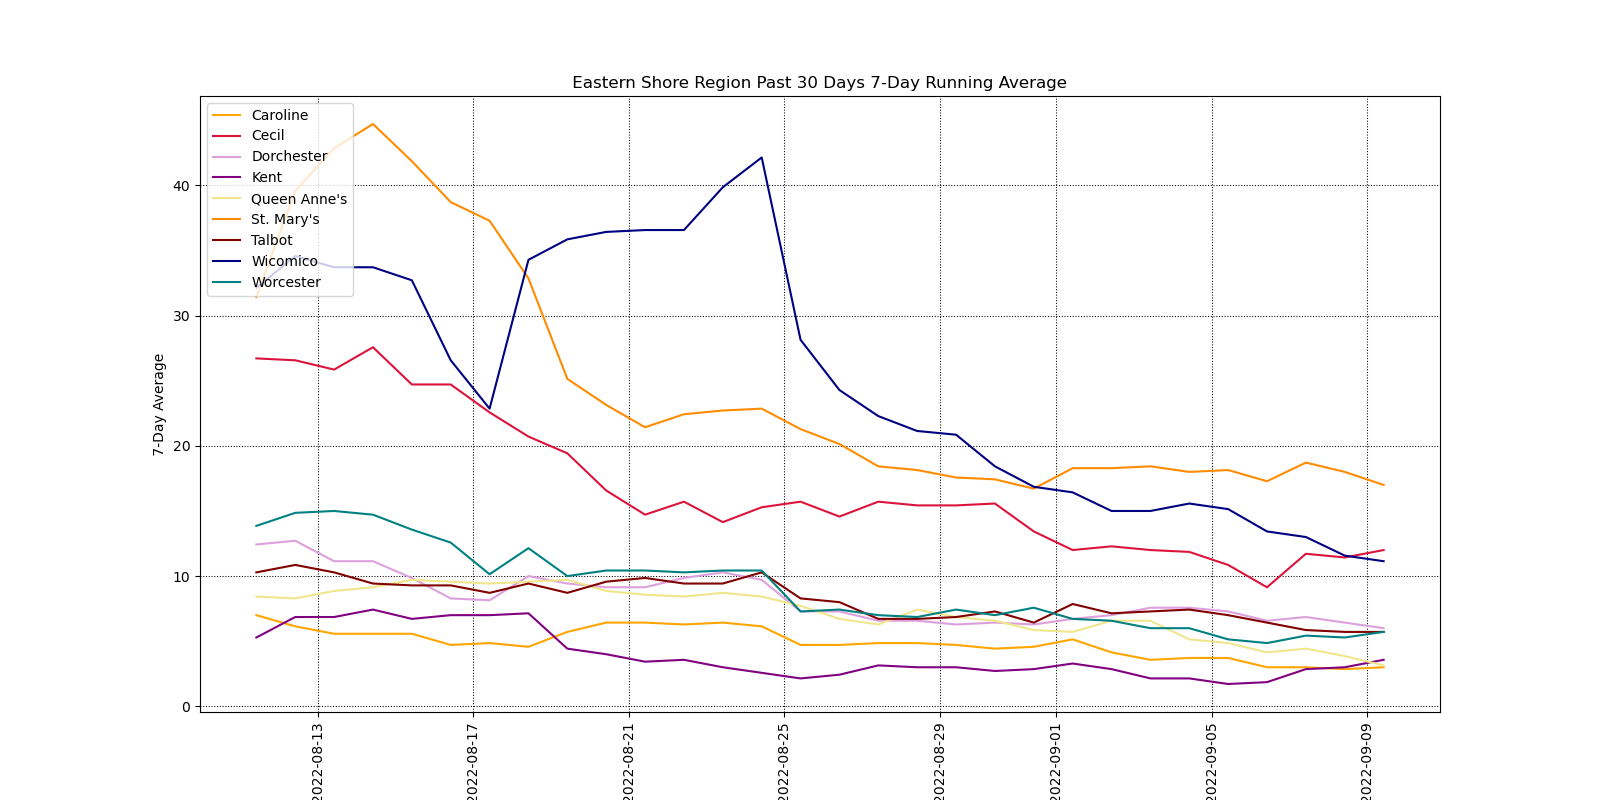 Eastern Shore Region Past 30 Days 7-Day Running Average
Caroline
Cecil
Dorchester
Kent
Queen Anne's
St. Mary's
Talbot
Wicomico
Worcester
7-Day Average
40
30
20
10
0
2022-08-13
2022-08-17
2022-08-21
2022-08-25
2022-08-29
2022-09-01
2022-09-05
2022-09-09